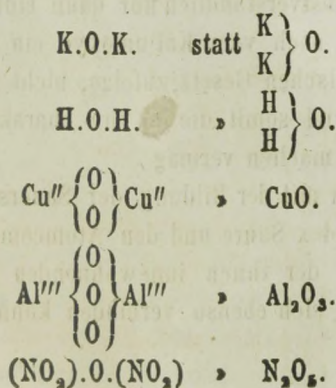 K.O.K. statt K K } O.
H.O.H. » H H } O.
Cu'' { O O } Cu'' » CuO.
Al''' { O O O } Al''' » Al₂O₃.
(NO₂).O.(NO₂) » N₂O₅.